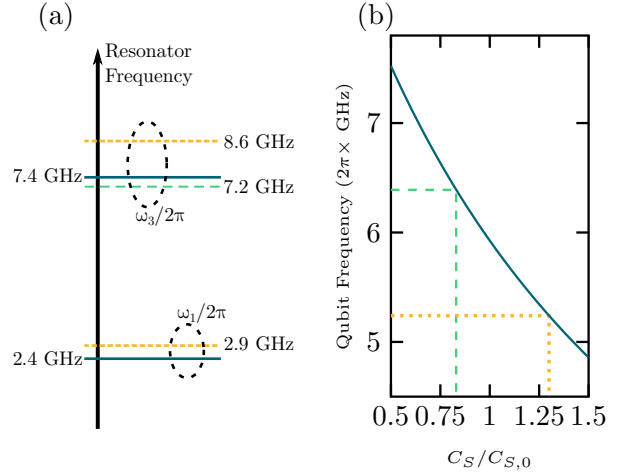 (a)
Resonator
Frequency
8.6 GHz
7.4 GHz
7.2 GHz
ω3/2π
ω1/2π
2.9 GHz
2.4 GHz
(b)
Qubit Frequency (2π× GHz)
7
6
5
0.5 0.75 1 1.25 1.5
C_S/C_{S,0}